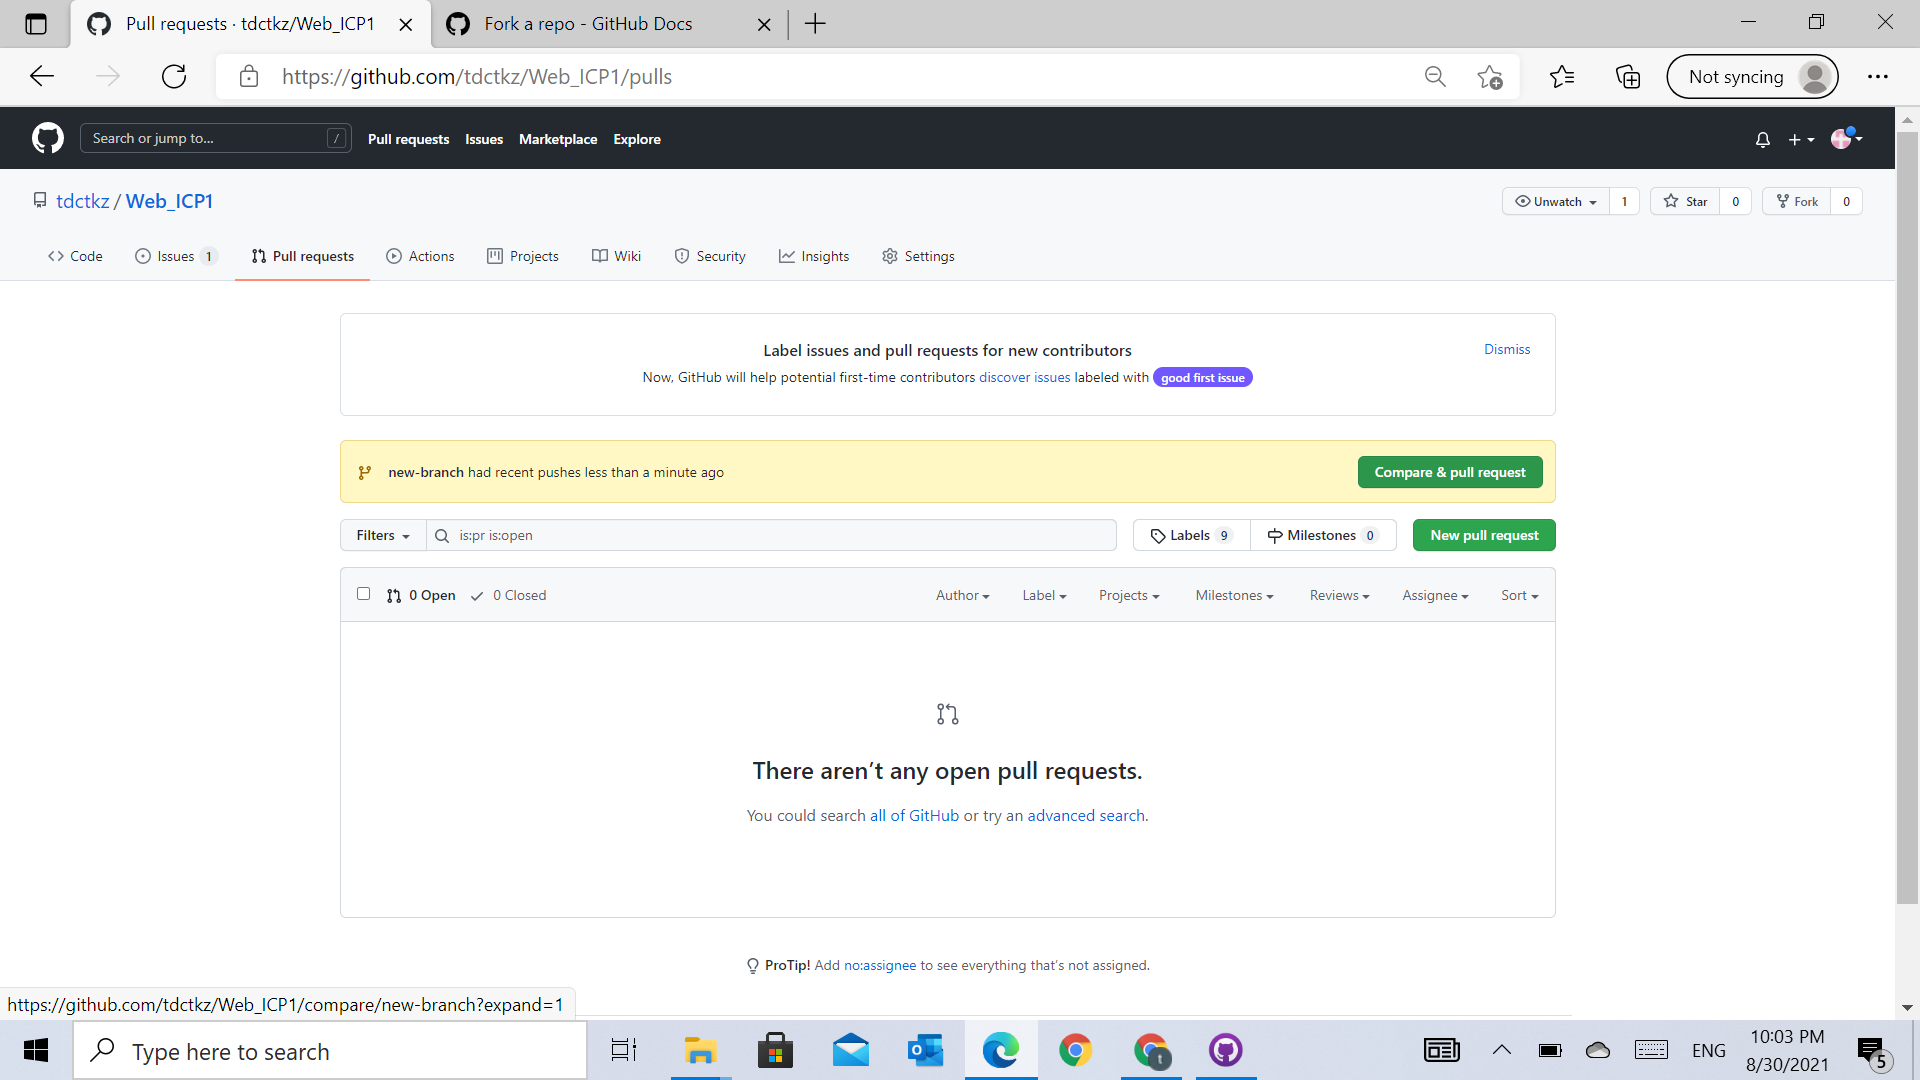 Pull requests · tdctkz/Web_ICP1
Fork a repo - GitHub Docs
https://github.com/tdctkz/Web_ICP1/pulls
Not syncing
Search or jump to...
/
Pull requests
Issues
Marketplace
Explore
tdctkz / Web_ICP1
Unwatch 1
Star 0
Fork 0
Code
Issues 1
Pull requests
Actions
Projects
Wiki
Security
Insights
Settings
Label issues and pull requests for new contributors
Dismiss
Now, GitHub will help potential first-time contributors discover issues labeled with good first issue
new-branch had recent pushes less than a minute ago
Compare & pull request
Filters
is:pr is:open
Labels 9
Milestones 0
New pull request
0 Open
0 Closed
Author
Label
Projects
Milestones
Reviews
Assignee
Sort
There aren’t any open pull requests.
You could search all of GitHub or try an advanced search.
ProTip! Add no:assignee to see everything that’s not assigned.
https://github.com/tdctkz/Web_ICP1/compare/new-branch?expand=1
Type here to search
t
ENG
10:03 PM
8/30/2021
5